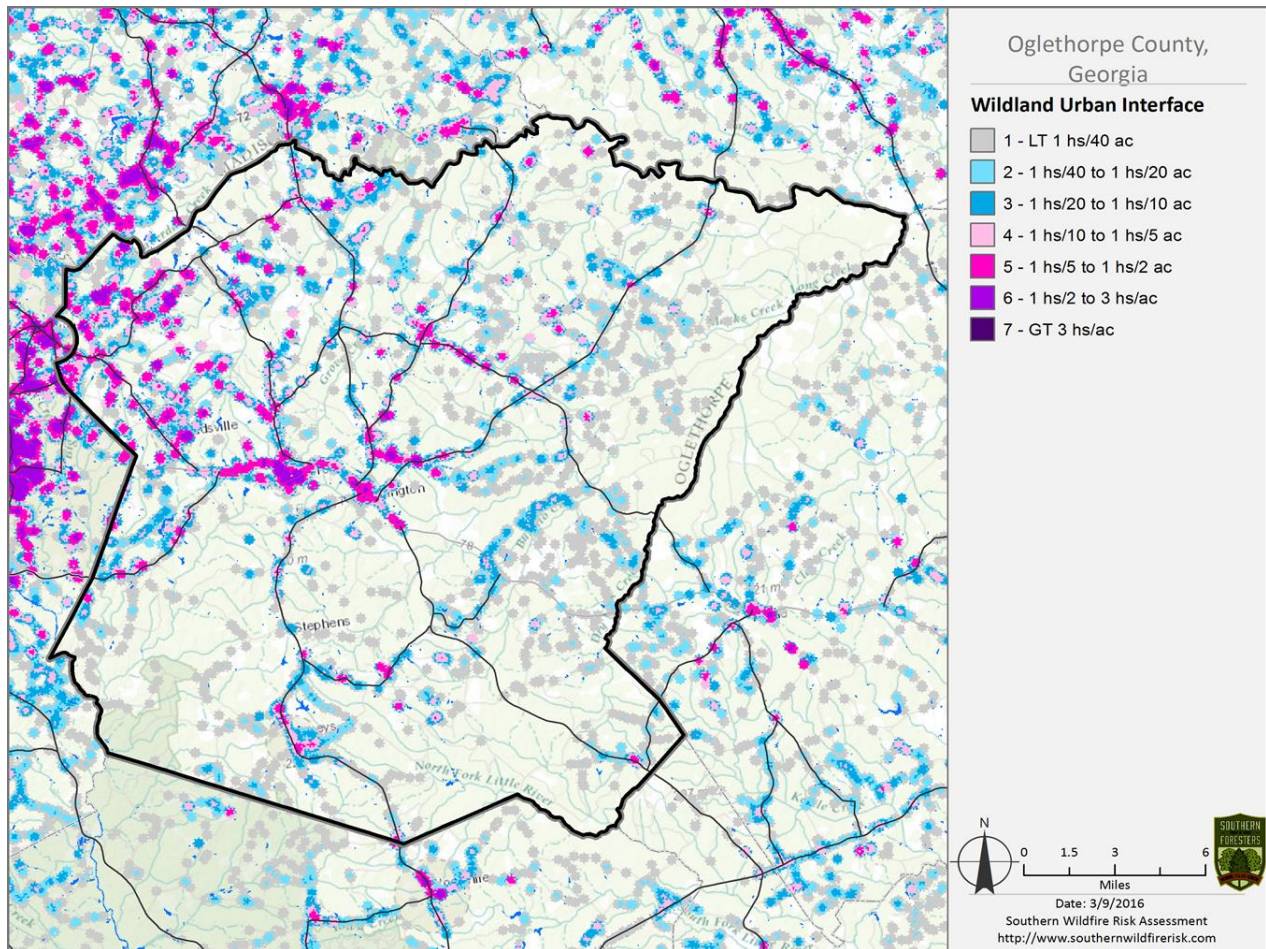 Oglethorpe County,
Georgia
Wildland Urban Interface
1 - LT 1 hs/40 ac
2 - 1 hs/40 to 1 hs/20 ac
3 - 1 hs/20 to 1 hs/10 ac
4 - 1 hs/10 to 1 hs/5 ac
5 - 1 hs/5 to 1 hs/2 ac
6 - 1 hs/2 to 3 hs/ac
7 - GT 3 hs/ac
72
OGLETHORPE
78
Stephens
North Fork Little River
N
SOUTHERN
FORESTERS
0 1.5 3 6
Miles
Date: 3/9/2016
Southern Wildfire Risk Assessment
http://www.southernwildfirerisk.com